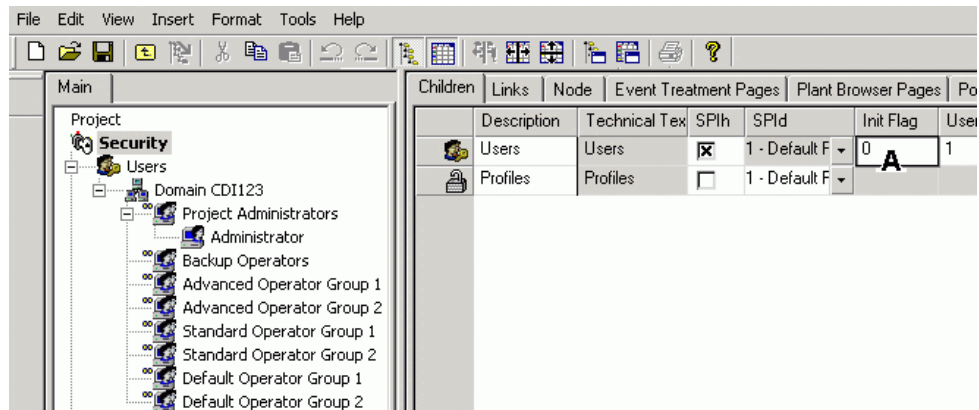 File Edit View Insert Format Tools Help
Main
Project
Security
Users
Domain CDI123
Project Administrators
Administrator
Backup Operators
Advanced Operator Group 1
Advanced Operator Group 2
Standard Operator Group 1
Standard Operator Group 2
Default Operator Group 1
Default Operator Group 2
Children Links Node Event Treatment Pages Plant Browser Pages Po
Description Technical Tex SPIh SPId Init Flag User
Users Users 1 - Default F 0 A 1
Profiles Profiles 1 - Default F